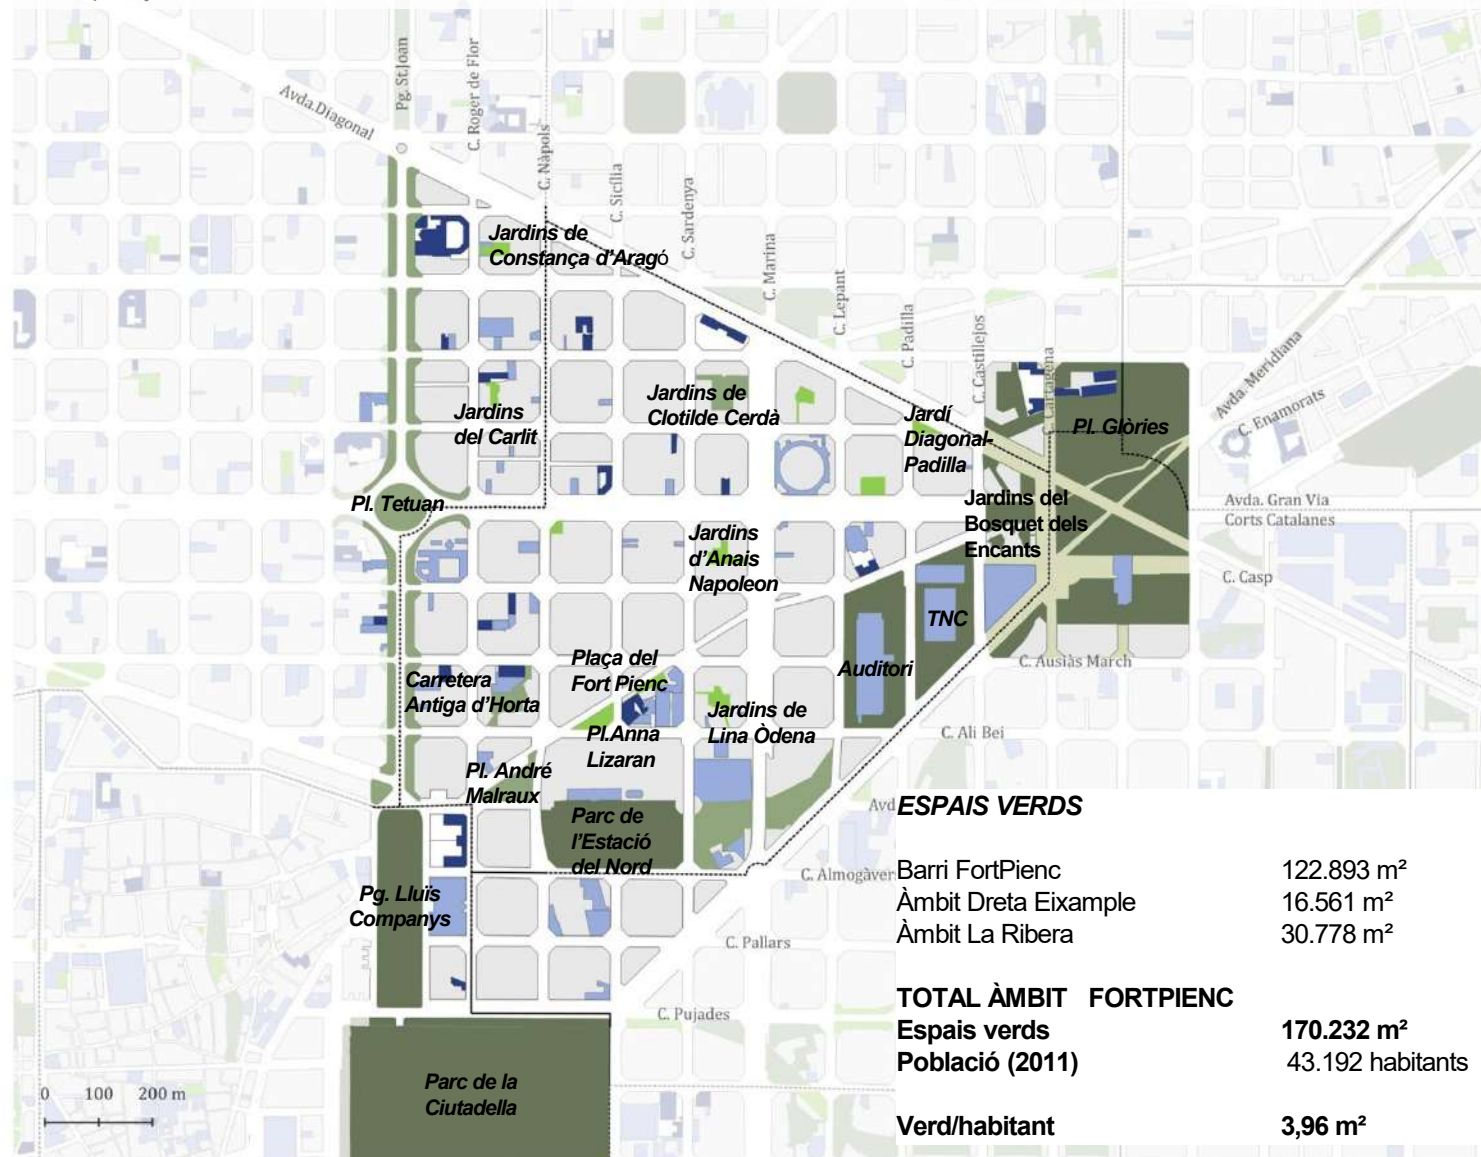 Avda.Diagonal
Pg. St.Joan
C. Roger de Flor
C. Nàpols
C. Sicília
C. Sardenya
C. Marina
C. Lepant
C. Padilla
C. Castillejos
C. Cartagena
Avda. Meridiana
C. Enamorats
Jardins de
Constança d'Aragó
Jardins
del Carlit
Jardins de
Clotilde Cerdà
Jardí
Diagonal-
Padilla
Pl. Glòries
Pl. Tetuan
Jardins del
Bosquet dels
Encants
Avda. Gran Via
Corts Catalanes
Jardins
d'Anais
Napoleon
C. Casp
TNC
Auditori
C. Ausiàs March
Plaça del
Fort Pienc
Carretera
Antiga d'Horta
Jardins de
Lina Òdena
Pl.Anna
Lizaran
C. Ali Bei
Pl. André
Malraux
Parc de
l'Estació
del Nord
Avd
C. Almogàver
Pg. Lluïs
Companys
C. Pallars
C. Pujades
Parc de la
Ciutadella
0 100 200 m
ESPAIS VERDS
Barri FortPienc 122.893 m²
Àmbit Dreta Eixample 16.561 m²
Àmbit La Ribera 30.778 m²
TOTAL ÀMBIT FORTPIENC
Espais verds 170.232 m²
Població (2011) 43.192 habitants
Verd/habitant 3,96 m²